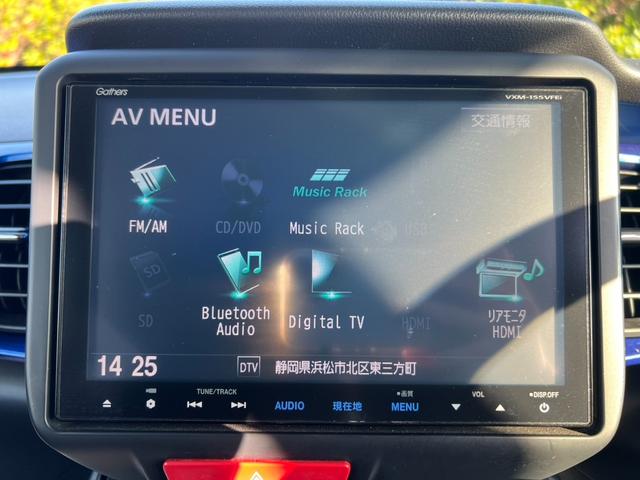 Gathers
VXM-155VFEi
AV MENU
交通情報
FM/AM
CD/DVD
Music Rack
Music Rack
USB
SD
SD
Bluetooth
Audio
Digital TV
HDMI
リアモニタ
HDMI
14 25
DTV
静岡県浜松市北区東三方町
TUNE/TRACK
画質
VOL
DISP.OFF
AUDIO
現在地
MENU